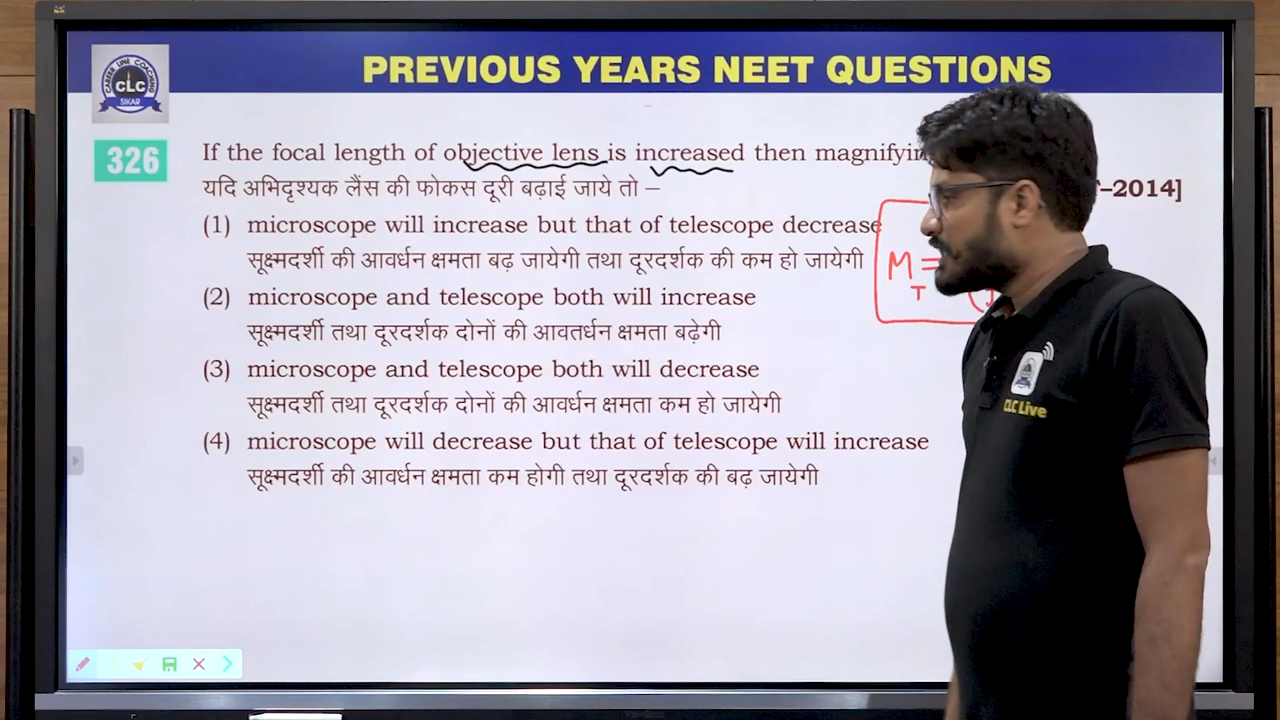 CAREER LINE COACHING
CLC
SIKAR
PREVIOUS YEARS NEET QUESTIONS
326
If the focal length of objective lens is increased then
यदि अभिदृश्यक लैंस की फोकस दूरी बढ़ाई जाये तो –
–2014]
(1) microscope will increase but that of telescope decrease
सूक्ष्मदर्शी की आवर्धन क्षमता बढ़ जायेगी तथा दूरदर्शक की कम हो जायेगी
M =
T
(2) microscope and telescope both will increase
सूक्ष्मदर्शी तथा दूरदर्शक दोनों की आवतर्धन क्षमता बढ़ेगी
(3) microscope and telescope both will decrease
सूक्ष्मदर्शी तथा दूरदर्शक दोनों की आवर्धन क्षमता कम हो जायेगी
(4) microscope will decrease but that of telescope will increase
सूक्ष्मदर्शी की आवर्धन क्षमता कम होगी तथा दूरदर्शक की बढ़ जायेगी
CLC Live